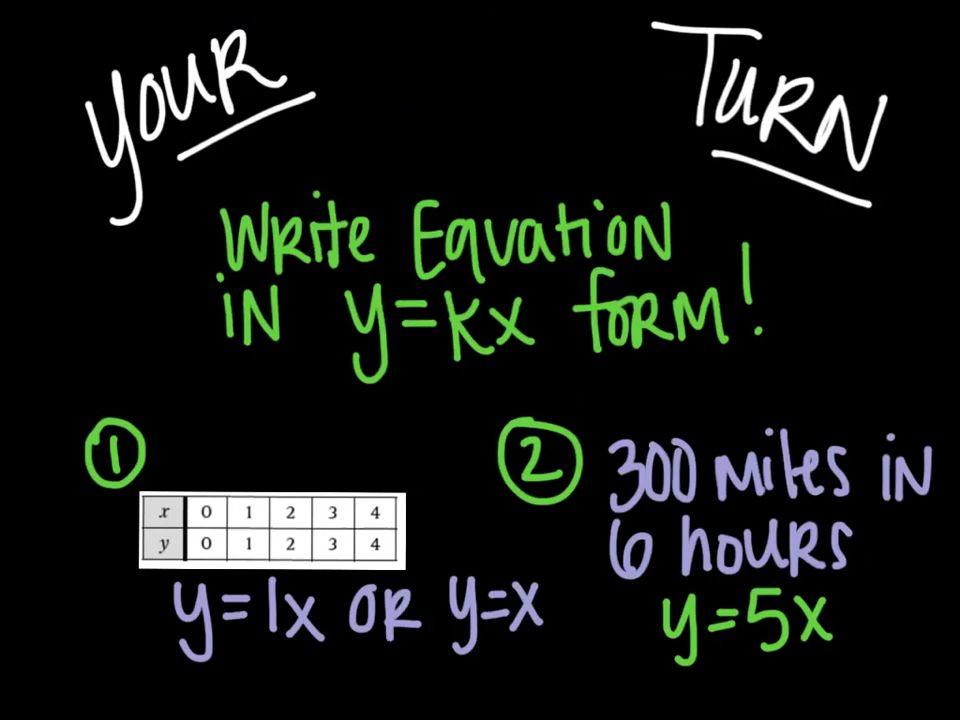 YOUR TURN
Write Equation
in y=kx form!
1
x 0 1 2 3 4
y 0 1 2 3 4
y=1x or y=x
2
300 miles in
6 hours
y=5x